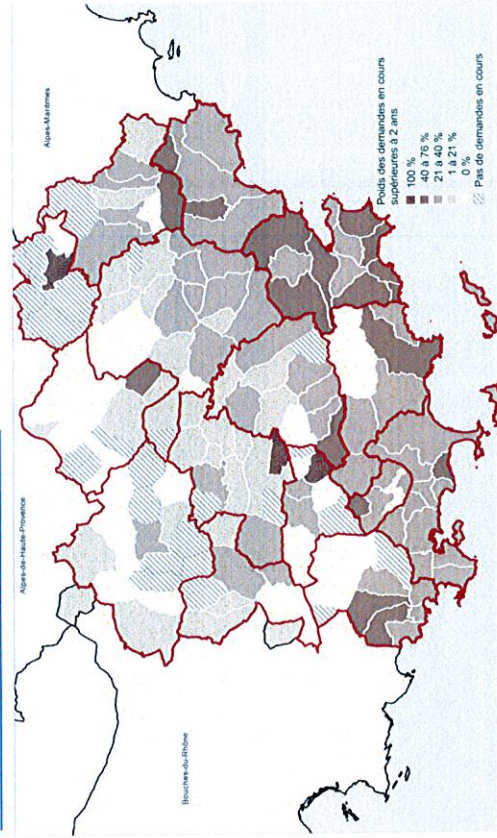 Alpes-de-Haute-Provence
Alpes-Maritimes
Bouches-du-Rhône
Poids des demandes en cours
supérieures à 2 ans
100 %
40 à 76 %
21 à 40 %
1 à 21 %
0 %
Pas de demandes en cours